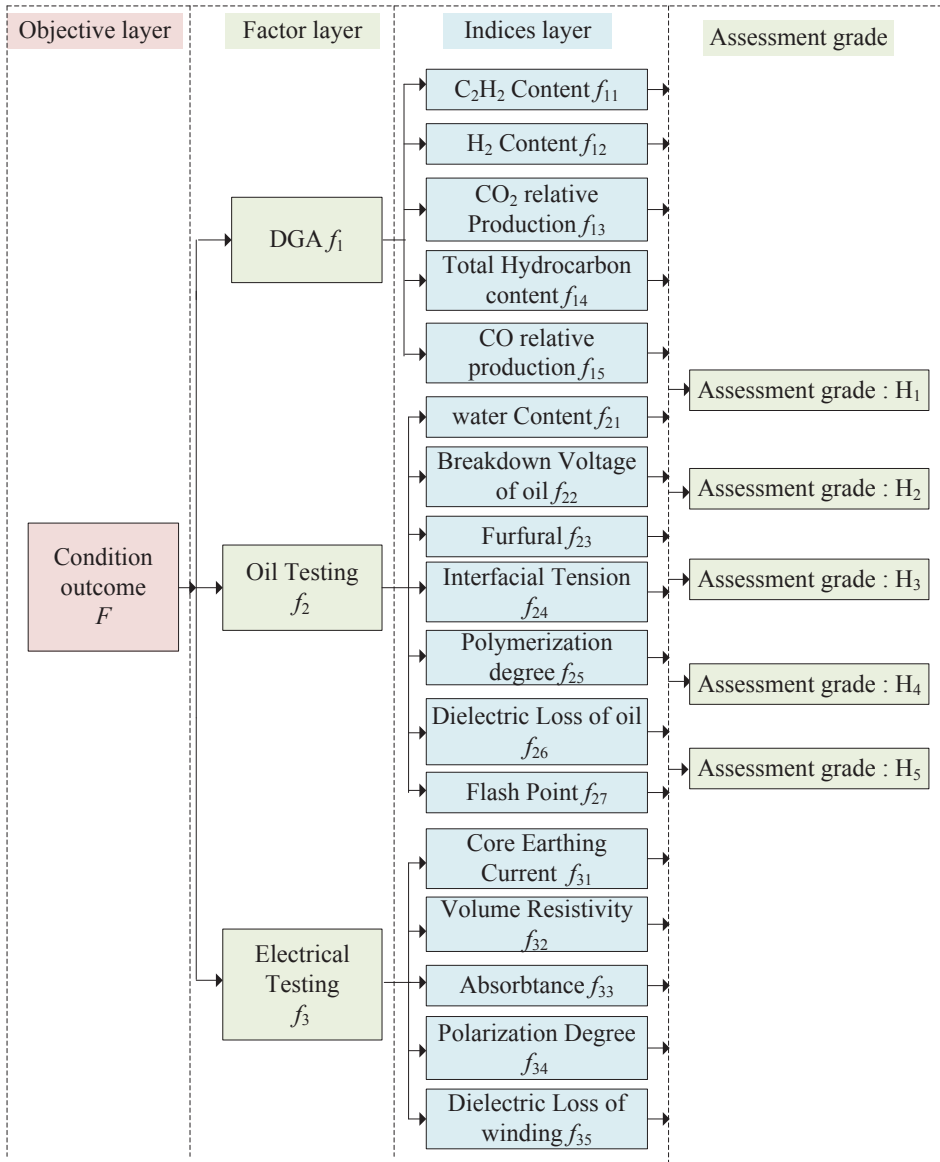 Objective layer
Factor layer
Indices layer
Assessment grade
C₂H₂ Content f₁₁
H₂ Content f₁₂
CO₂ relative
Production f₁₃
DGA f₁
Total Hydrocarbon
content f₁₄
CO relative
production f₁₅
Assessment grade : H₁
water Content f₂₁
Breakdown Voltage
of oil f₂₂
Assessment grade : H₂
Furfural f₂₃
Condition
outcome
F
Oil Testing
f₂
Interfacial Tension
f₂₄
Assessment grade : H₃
Polymerization
degree f₂₅
Assessment grade : H₄
Dielectric Loss of oil
f₂₆
Assessment grade : H₅
Flash Point f₂₇
Core Earthing
Current f₃₁
Volume Resistivity
f₃₂
Electrical
Testing
f₃
Absorbtance f₃₃
Polarization Degree
f₃₄
Dielectric Loss of
winding f₃₅